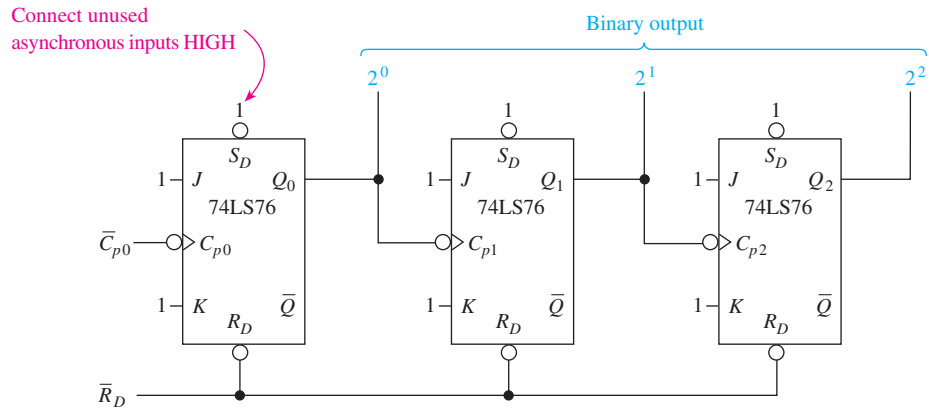 Connect unused
asynchronous inputs HIGH
Binary output
2⁰ 2¹ 2²
1 1 1
S_D S_D S_D
1 J Q₀ 1 J Q₁ 1 J Q₂
74LS76 74LS76 74LS76
C̅_p0 C_p0 C_p1 C_p2
1 K Q̅ 1 K Q̅ 1 K Q̅
R_D R_D R_D
R̅_D